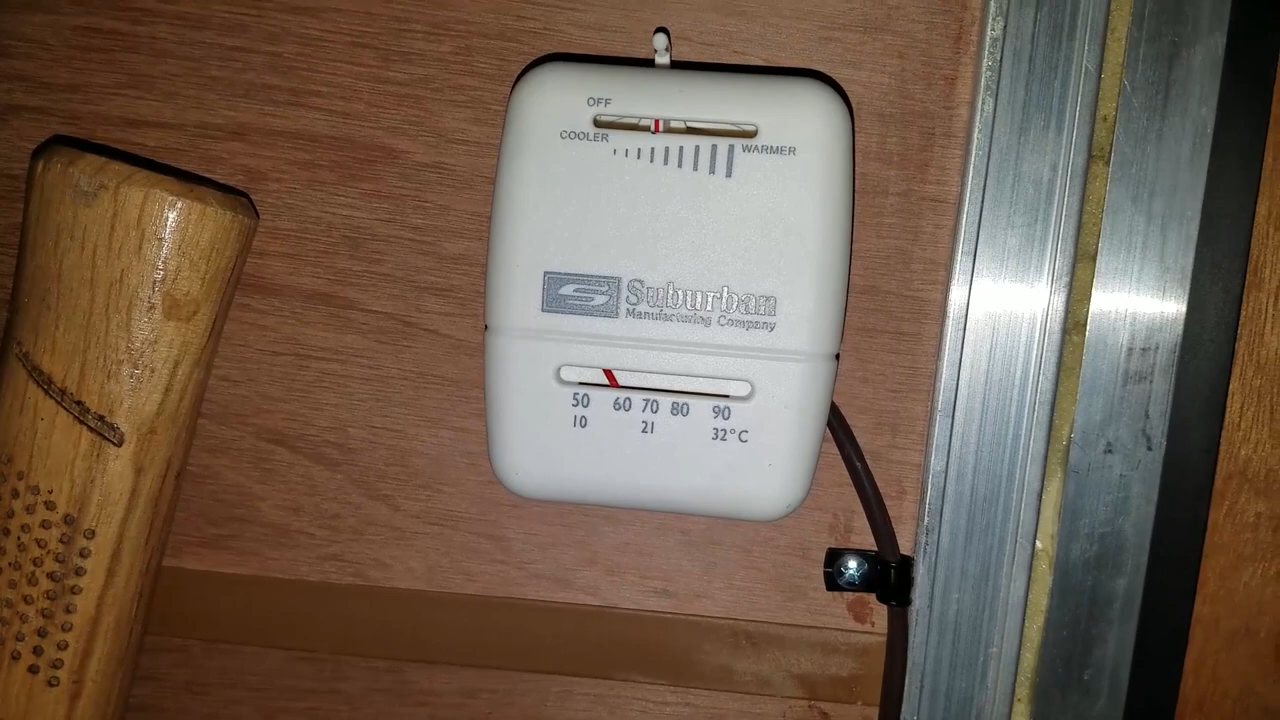 OFF
COOLER
WARMER
Suburban
Manufacturing Company
50 60 70 80 90
10 21 32°C